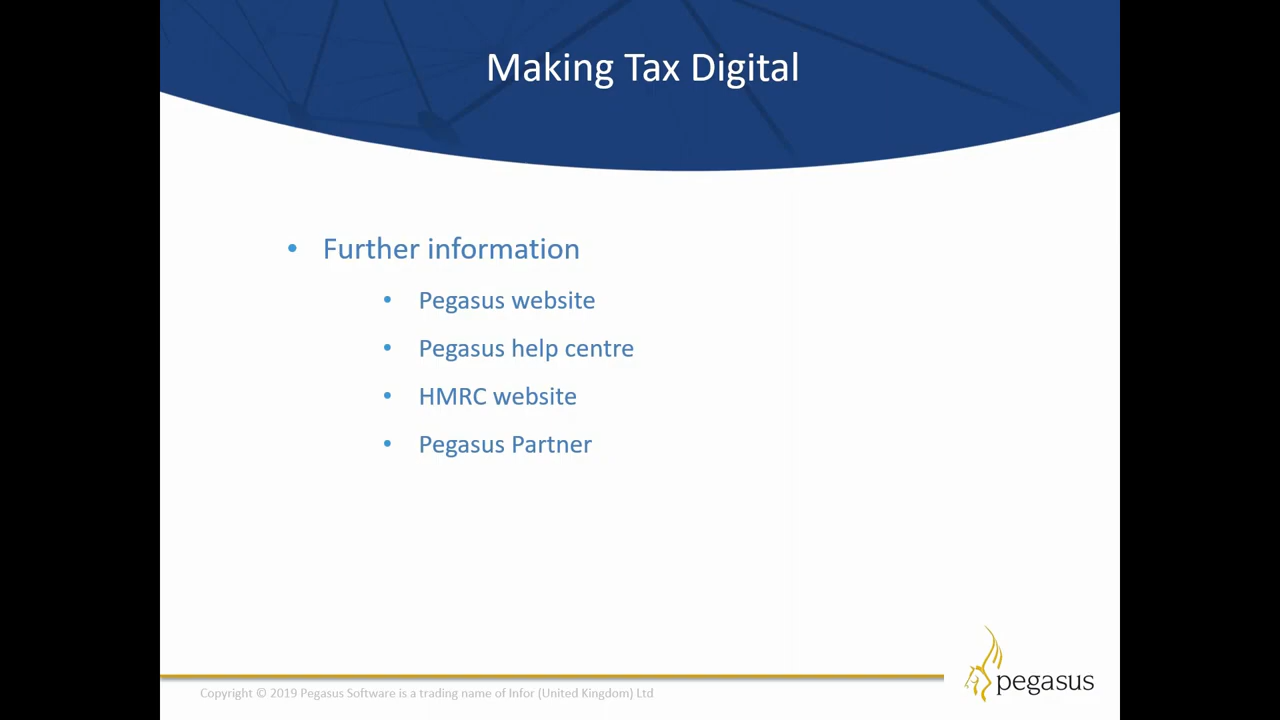 Making Tax Digital
• Further information
• Pegasus website
• Pegasus help centre
• HMRC website
• Pegasus Partner
Copyright © 2019 Pegasus Software is a trading name of Infor (United Kingdom) Ltd
pegasus